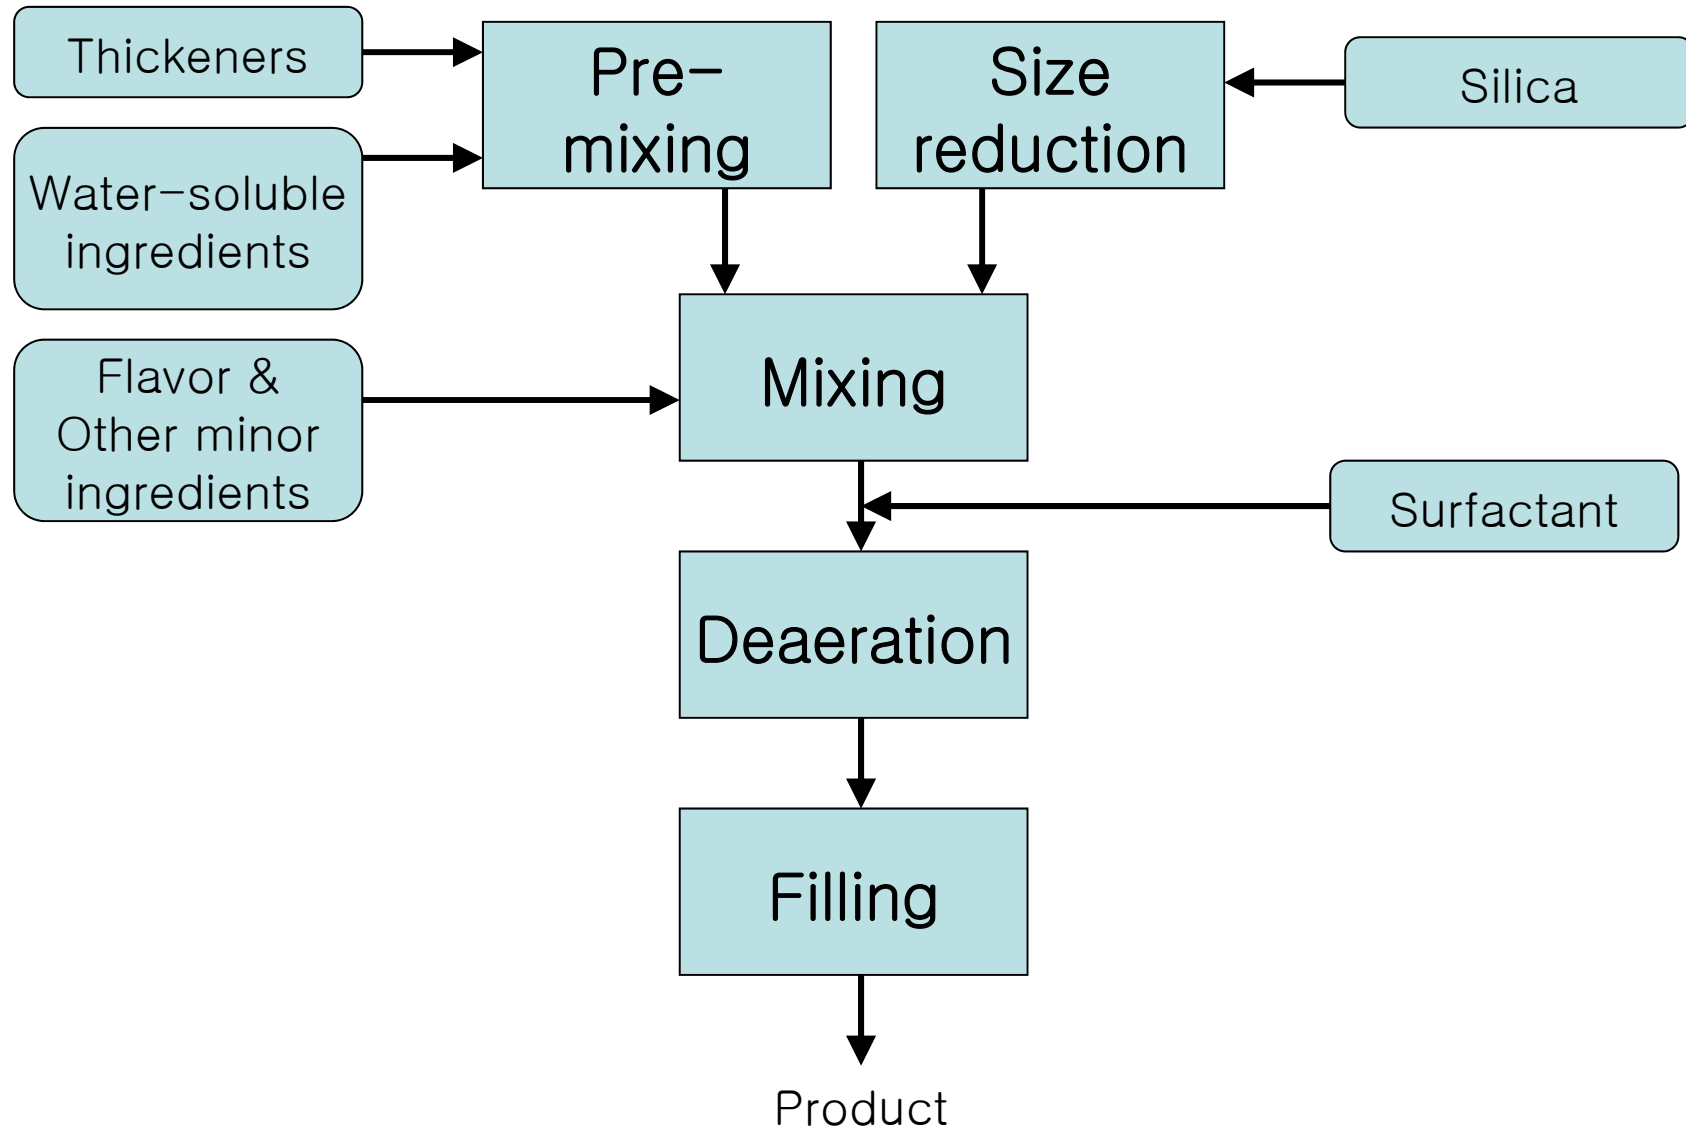 Thickeners
Pre-
mixing
Size
reduction
Silica
Water-soluble
ingredients
Flavor &
Other minor
ingredients
Mixing
Surfactant
Deaeration
Filling
Product